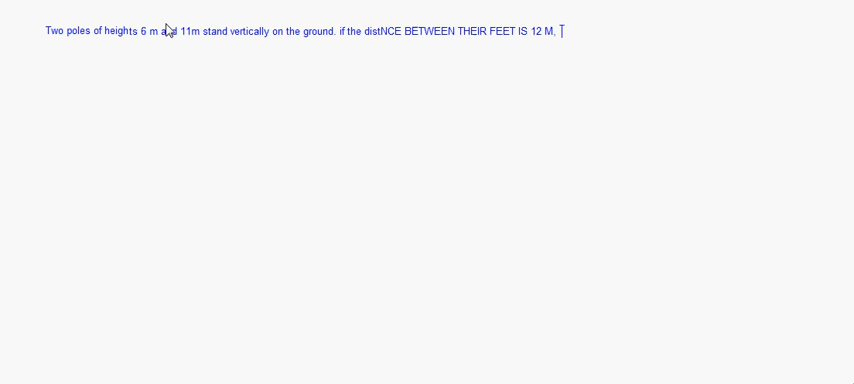 Two poles of heights 6 m and 11m stand vertically on the ground. if the distNCE BETWEEN THEIR FEET IS 12 M,